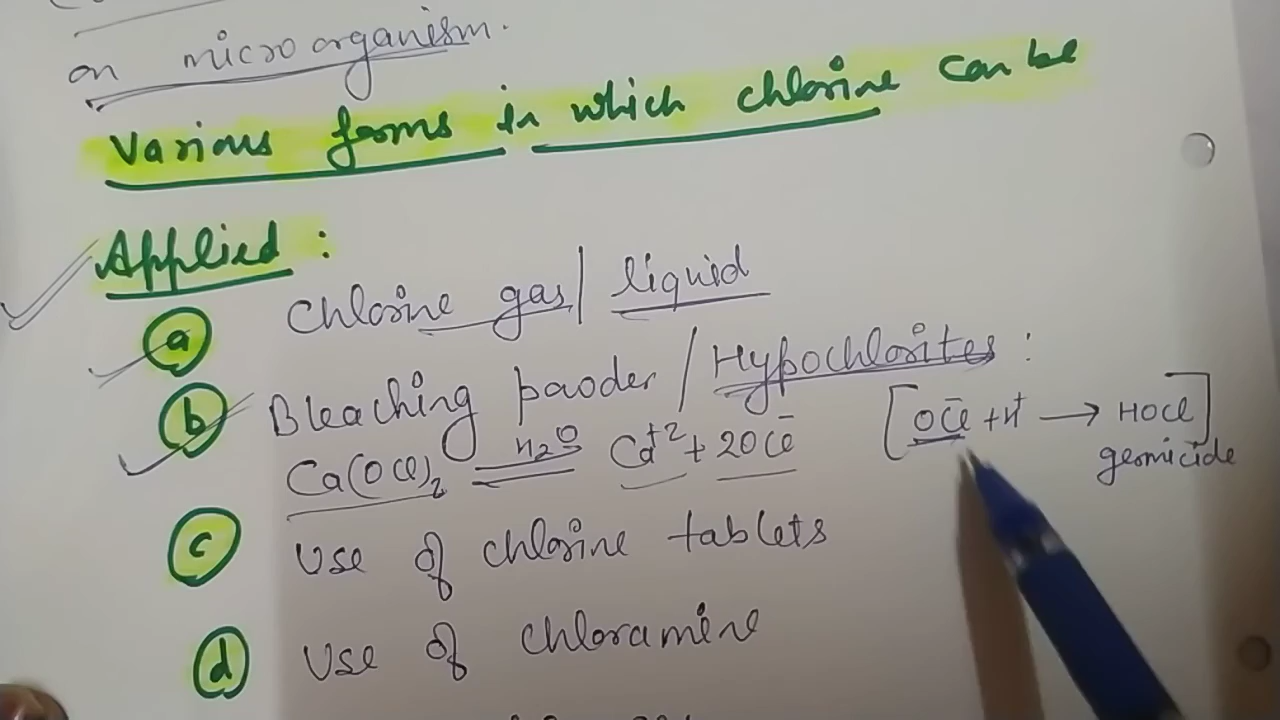 on microorganism.
Various forms in which chlorine can be
Applied :
a Chlorine gas/ liquid
b Bleaching paoder / Hypochlorites :
Ca(OCl)2 ⇌ H2O Ca+2 + 2OCl- [OCl- + H+ → HOCl]
germicide
c Use of chlorine tablets
d Use of chloramine